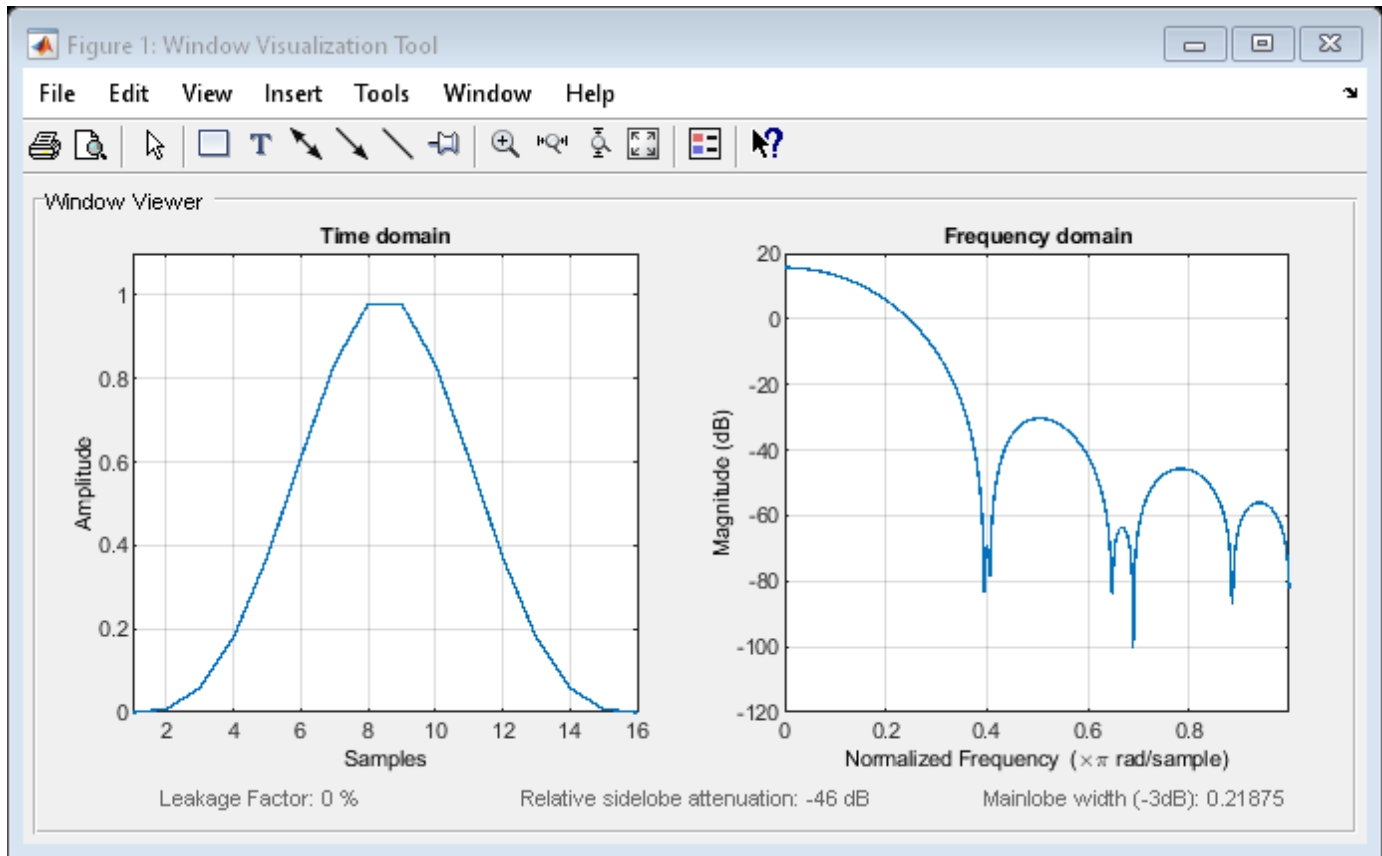 Figure 1: Window Visualization Tool
File Edit View Insert Tools Window Help
T
?
Window Viewer
Time domain
1
0.8
0.6
0.4
0.2
0
2 4 6 8 10 12 14 16
Amplitude
Samples
Frequency domain
20
0
-20
-40
-60
-80
-100
-120
0 0.2 0.4 0.6 0.8
Magnitude (dB)
Normalized Frequency (×π rad/sample)
Leakage Factor: 0 % Relative sidelobe attenuation: -46 dB Mainlobe width (-3dB): 0.21875